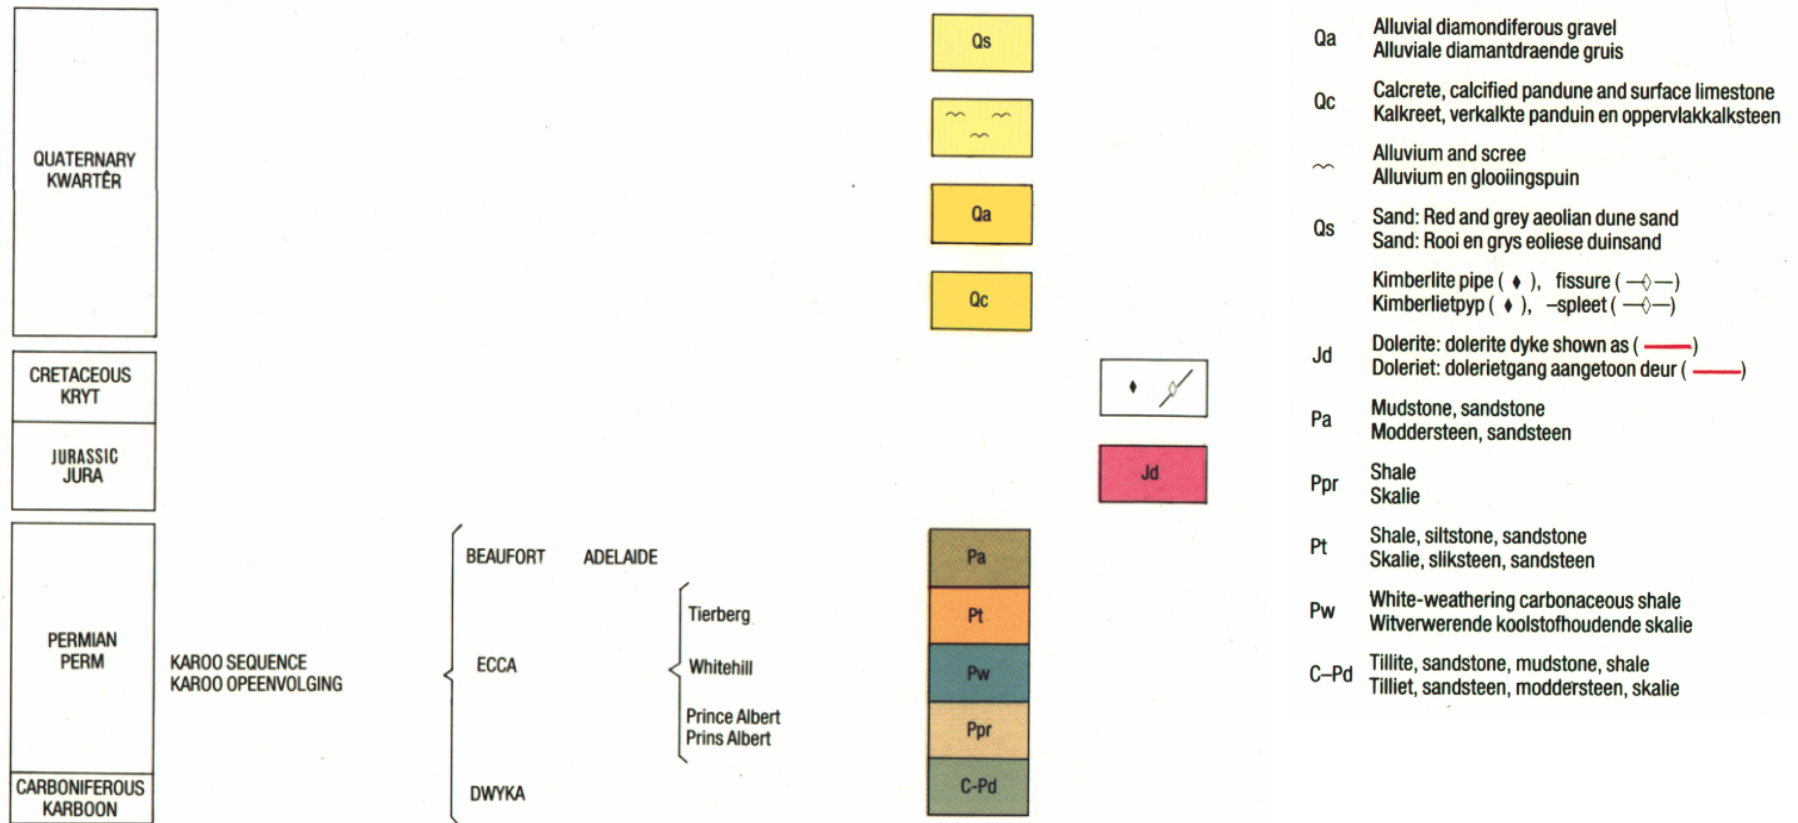 QUATERNARY
KWARTÊR
CRETACEOUS
KRYT
JURASSIC
JURA
PERMIAN
PERM
CARBONIFEROUS
KARBOON
KAROO SEQUENCE
KAROO OPEENVOLGING
BEAUFORT ADELAIDE
ECCA
DWYKA
Tierberg
Whitehill
Prince Albert
Prins Albert
Qs
Qa
Qc
Jd
Pa
Pt
Pw
Ppr
C-Pd
Qa Alluvial diamondiferous gravel
Alluviale diamantdraende gruis
Qc Calcrete, calcified pandune and surface limestone
Kalkreet, verkalkte panduin en oppervlakkalksteen
Alluvium and scree
Alluvium en glooiingspuin
Qs Sand: Red and grey aeolian dune sand
Sand: Rooi en grys eoliese duinsand
Kimberlite pipe ( ♦ ), fissure ( —◊— )
Kimberlietpyp ( ♦ ), –spleet ( —◊— )
Jd Dolerite: dolerite dyke shown as ( —— )
Doleriet: dolerietgang aangetoon deur ( —— )
Pa Mudstone, sandstone
Moddersteen, sandsteen
Ppr Shale
Skalie
Pt Shale, siltstone, sandstone
Skalie, sliksteen, sandsteen
Pw White-weathering carbonaceous shale
Witverwerende koolstofhoudende skalie
C–Pd Tillite, sandstone, mudstone, shale
Tilliet, sandsteen, moddersteen, skalie